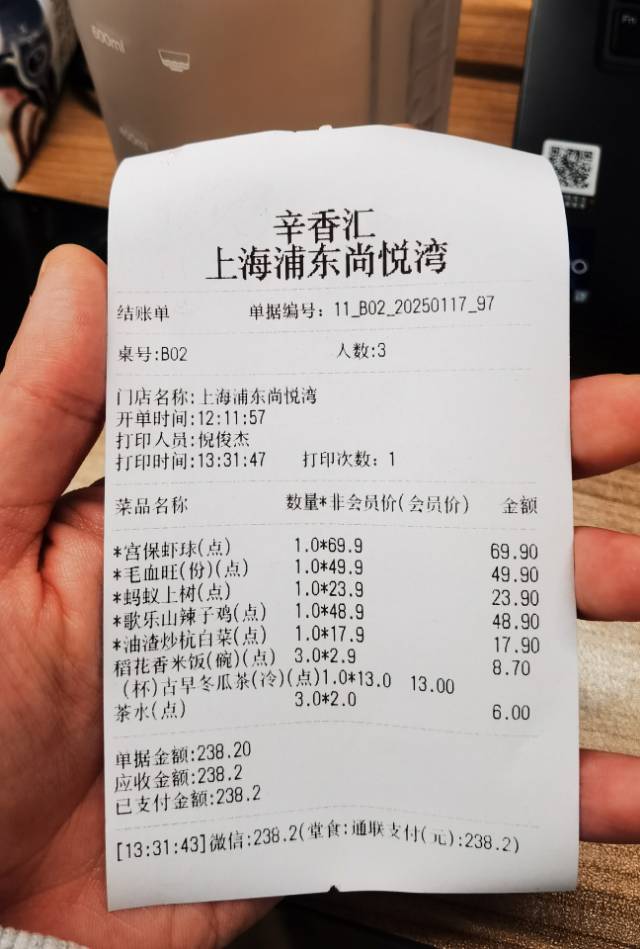 600ml
辛香汇
上海浦东尚悦湾
结账单 单据编号: 11_B02_20250117_97
桌号:B02 人数:3
门店名称:上海浦东尚悦湾
开单时间:12:11:57
打印人员:倪俊杰
打印时间:13:31:47 打印次数: 1
菜品名称 数量*非会员价(会员价) 金额
*宫保虾球(点) 1.0*69.9 69.90
*毛血旺(份)(点) 1.0*49.9 49.90
*蚂蚁上树(点) 1.0*23.9 23.90
*歌乐山辣子鸡(点) 1.0*48.9 48.90
*油渣炒杭白菜(点) 1.0*17.9 17.90
稻花香米饭(碗)(点) 3.0*2.9 8.70
(杯)古早冬瓜茶(冷)(点)1.0*13.0 13.00
茶水(点) 3.0*2.0 6.00
单据金额:238.20
应收金额:238.2
已支付金额:238.2
[13:31:43]微信:238.2(堂食:通联支付(元):238.2)